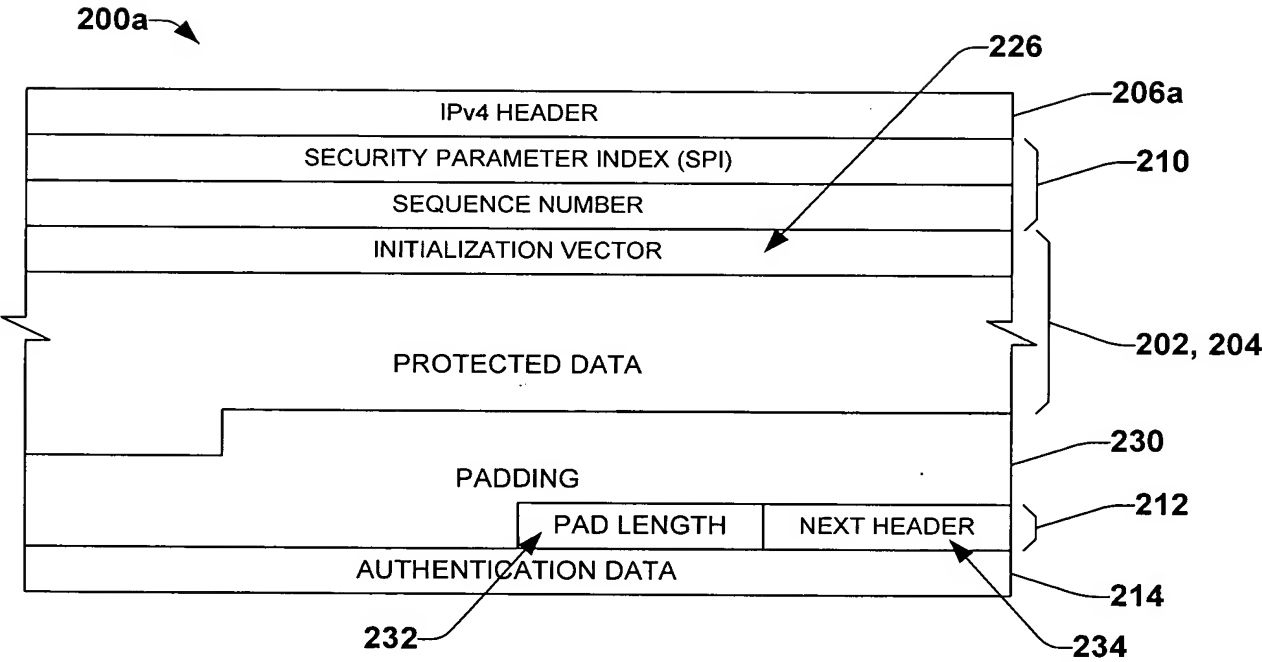 200a
226
IPv4 HEADER
206a
SECURITY PARAMETER INDEX (SPI)
210
SEQUENCE NUMBER
INITIALIZATION VECTOR
202, 204
PROTECTED DATA
230
PADDING
212
PAD LENGTH
NEXT HEADER
AUTHENTICATION DATA
214
232
234